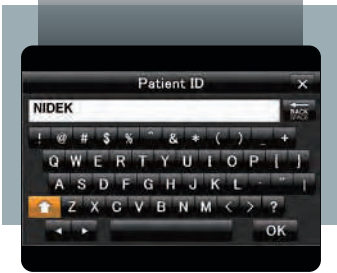 Patient ID ×
NIDEK BACK SPACE
! @ # $ % ^ & * ( ) _ +
Q W E R T Y U I O P [ ]
A S D F G H J K L " |
Z X C V B N M < > ?
OK